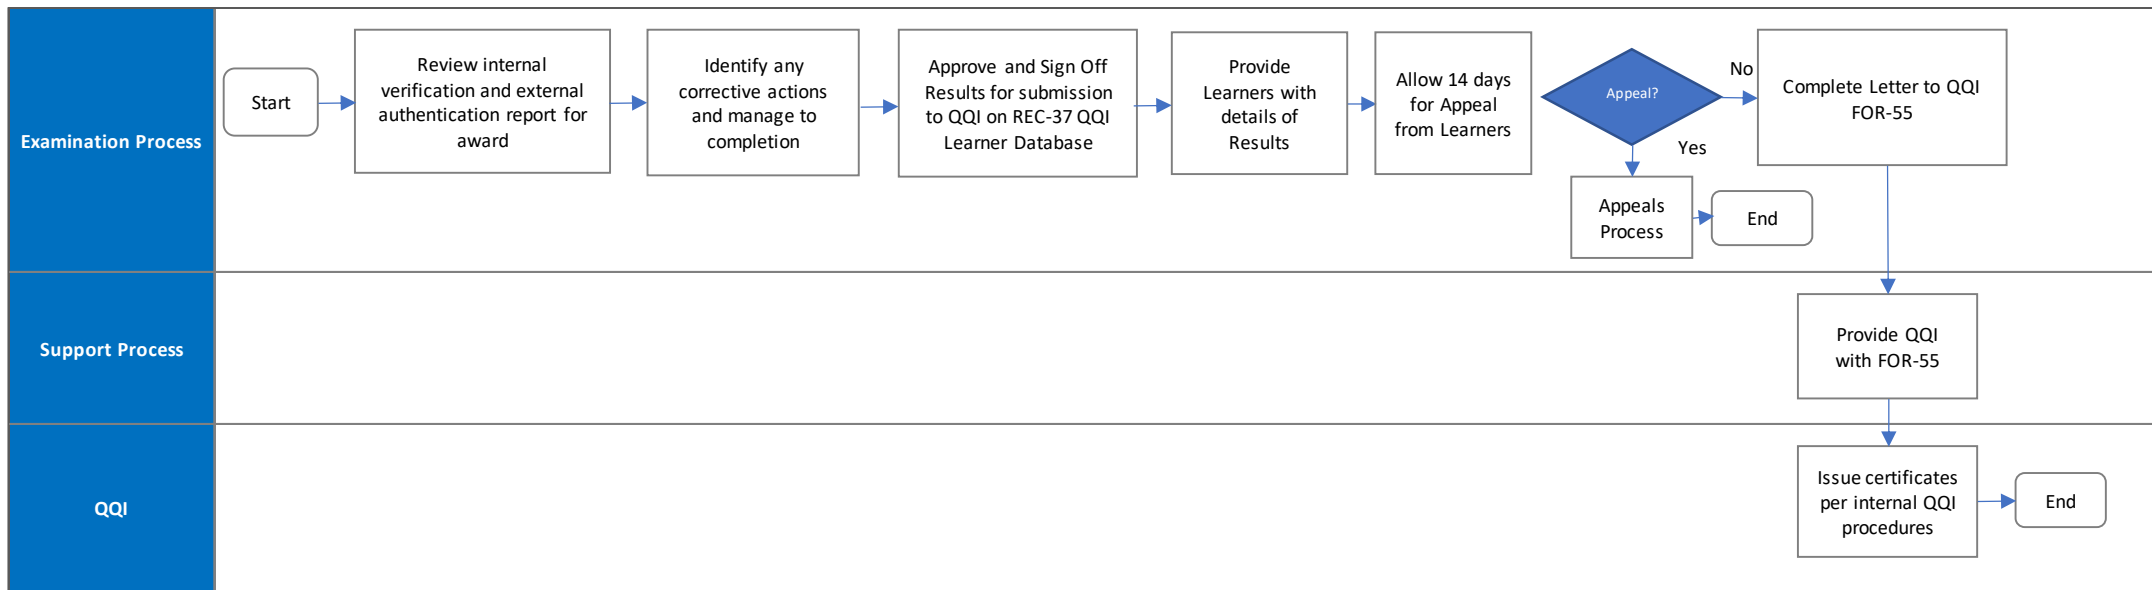 Examination Process
Start
Review internal
verification and external
authentication report for
award
Identify any
corrective actions
and manage to
completion
Approve and Sign Off
Results for submission
to QQI on REC-37 QQI
Learner Database
Provide
Learners with
details of
Results
Allow 14 days
for Appeal
from Learners
Appeal?
No
Yes
Complete Letter to QQI
FOR-55
Appeals
Process
End
Support Process
Provide QQI
with FOR-55
QQI
Issue certificates
per internal QQI
procedures
End